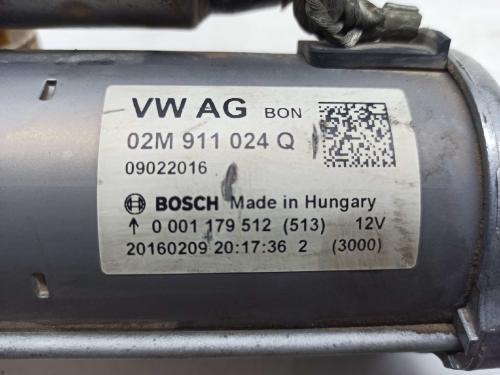 VW AG BON
02M 911 024 Q
09022016
BOSCH Made in Hungary
↑ 0 001 179 512 (513) 12V
20160209 20:17:36 2 (3000)